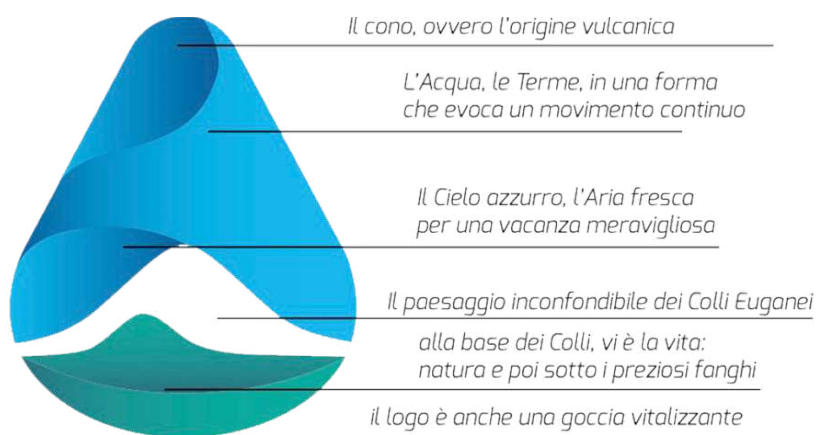 Il cono, ovvero l'origine vulcanica
L'Acqua, le Terme, in una forma
che evoca un movimento continuo
Il Cielo azzurro, l'Aria fresca
per una vacanza meravigliosa
Il paesaggio inconfondibile dei Colli Euganei
alla base dei Colli, vi è la vita:
natura e poi sotto i preziosi fanghi
il logo è anche una goccia vitalizzante